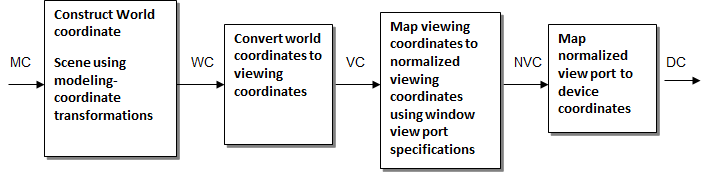 MC
Construct World
coordinate
Scene using
modeling-
coordinate
transformations
WC
Convert world
coordinates to
viewing
coordinates
VC
Map viewing
coordinates to
normalized
viewing
coordinates
using window
view port
specifications
NVC
Map
normalized
view port to
device
coordinates
DC